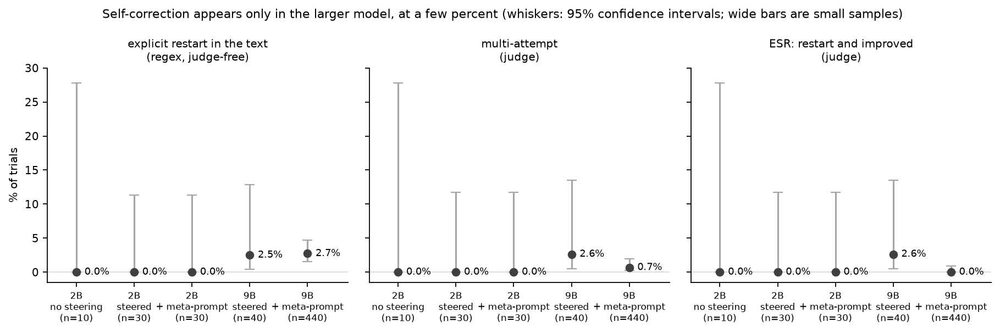 Self-correction appears only in the larger model, at a few percent (whiskers: 95% confidence intervals; wide bars are small samples)
explicit restart in the text
(regex, judge-free)
% of trials
30
25
20
15
10
5
0
0.0%
0.0%
0.0%
2.5%
2.7%
2B
no steering
(n=10)
2B
steered
(n=30)
2B
+ meta-prompt
(n=30)
9B
steered
(n=40)
9B
+ meta-prompt
(n=440)
multi-attempt
(judge)
0.0%
0.0%
0.0%
2.6%
0.7%
2B
no steering
(n=10)
2B
steered
(n=30)
2B
+ meta-prompt
(n=30)
9B
steered
(n=40)
9B
+ meta-prompt
(n=440)
ESR: restart and improved
(judge)
0.0%
0.0%
0.0%
2.6%
0.0%
2B
no steering
(n=10)
2B
steered
(n=30)
2B
+ meta-prompt
(n=30)
9B
steered
(n=40)
9B
+ meta-prompt
(n=440)